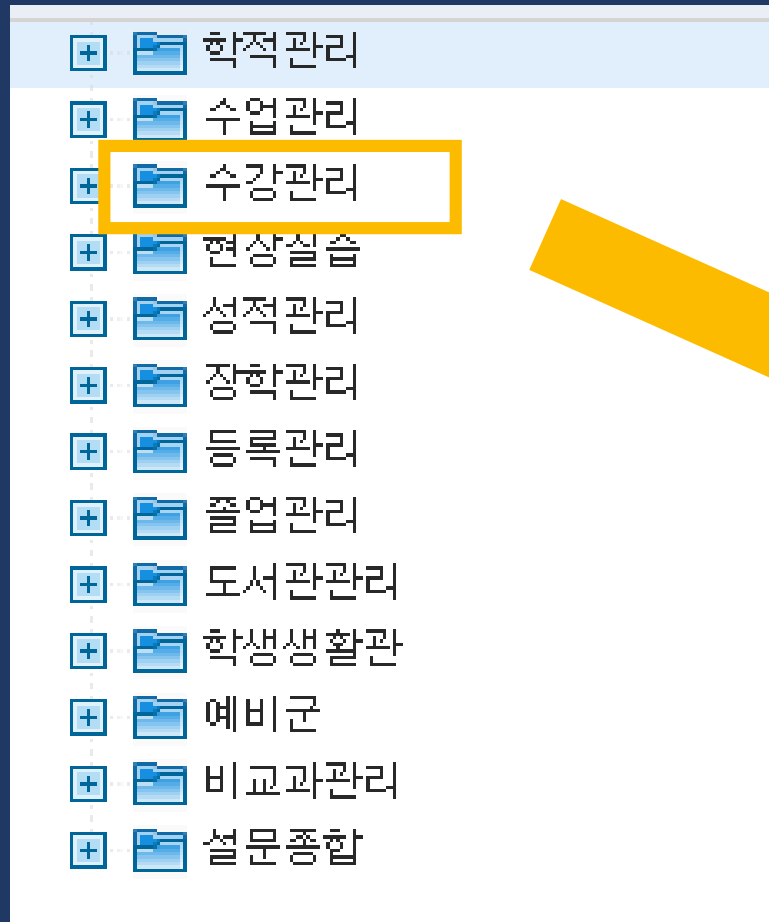 학적관리
수업관리
수강관리
현장실습
성적관리
장학관리
등록관리
졸업관리
도서관관리
학생생활관
예비군
비교과관리
설문종합